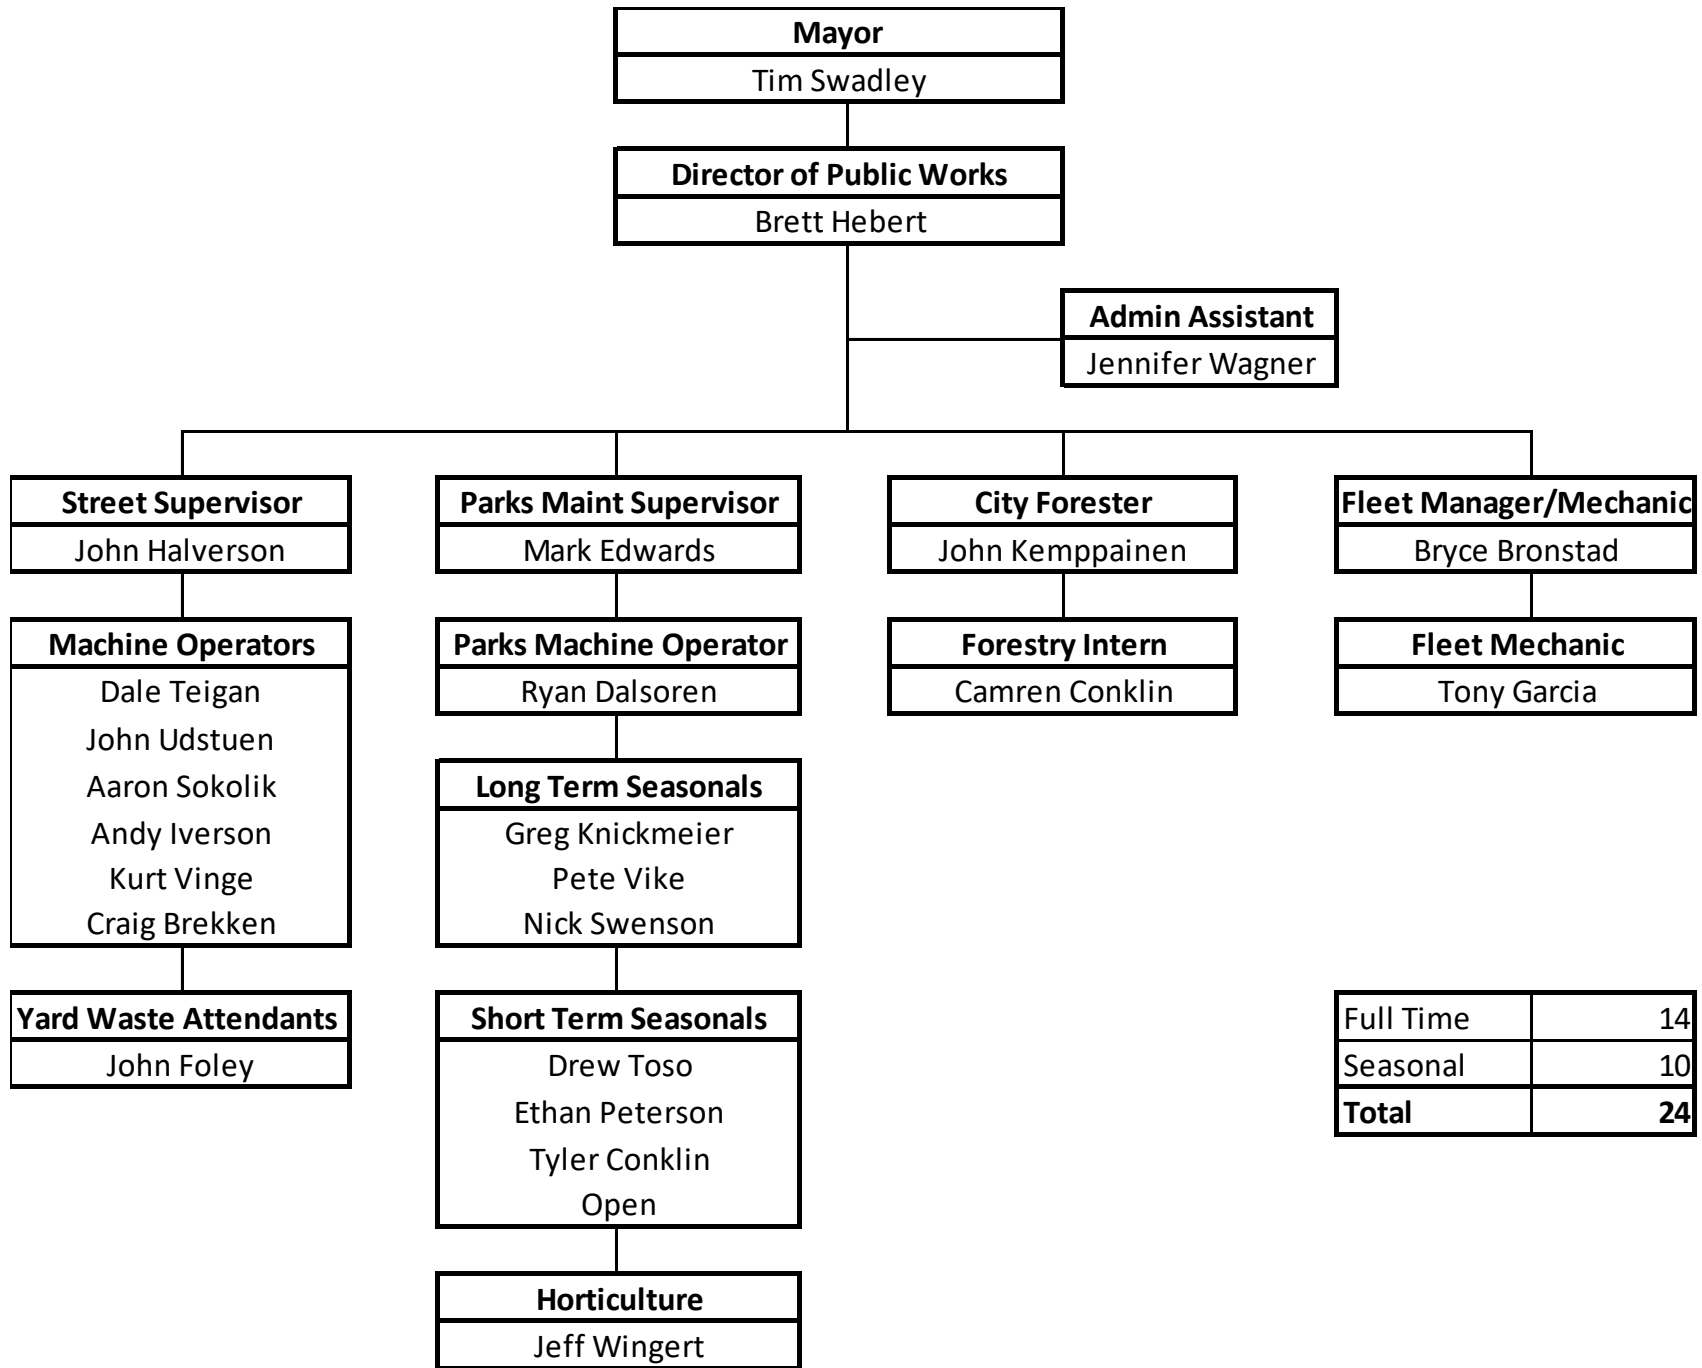 Mayor
Tim Swadley
Director of Public Works
Brett Hebert
Admin Assistant
Jennifer Wagner
Street Supervisor
John Halverson
Machine Operators
Dale Teigan
John Udstuen
Aaron Sokolik
Andy Iverson
Kurt Vinge
Craig Brekken
Yard Waste Attendants
John Foley
Parks Maint Supervisor
Mark Edwards
Parks Machine Operator
Ryan Dalsoren
Long Term Seasonals
Greg Knickmeier
Pete Vike
Nick Swenson
Short Term Seasonals
Drew Toso
Ethan Peterson
Tyler Conklin
Open
Horticulture
Jeff Wingert
City Forester
John Kemppainen
Forestry Intern
Camren Conklin
Fleet Manager/Mechanic
Bryce Bronstad
Fleet Mechanic
Tony Garcia
Full Time 14
Seasonal 10
Total 24